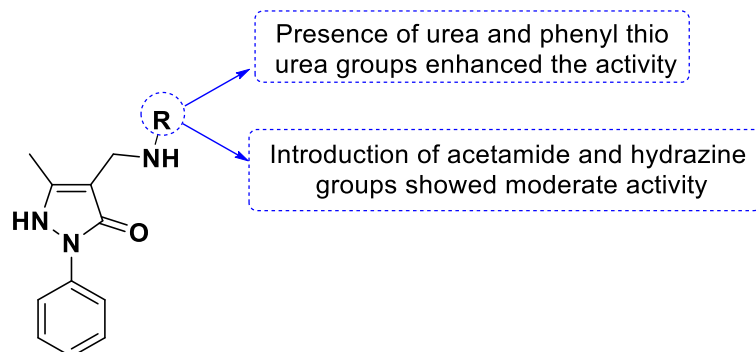 Presence of urea and phenyl thio
urea groups enhanced the activity
R
NH
Introduction of acetamide and hydrazine
groups showed moderate activity
HN
N
O